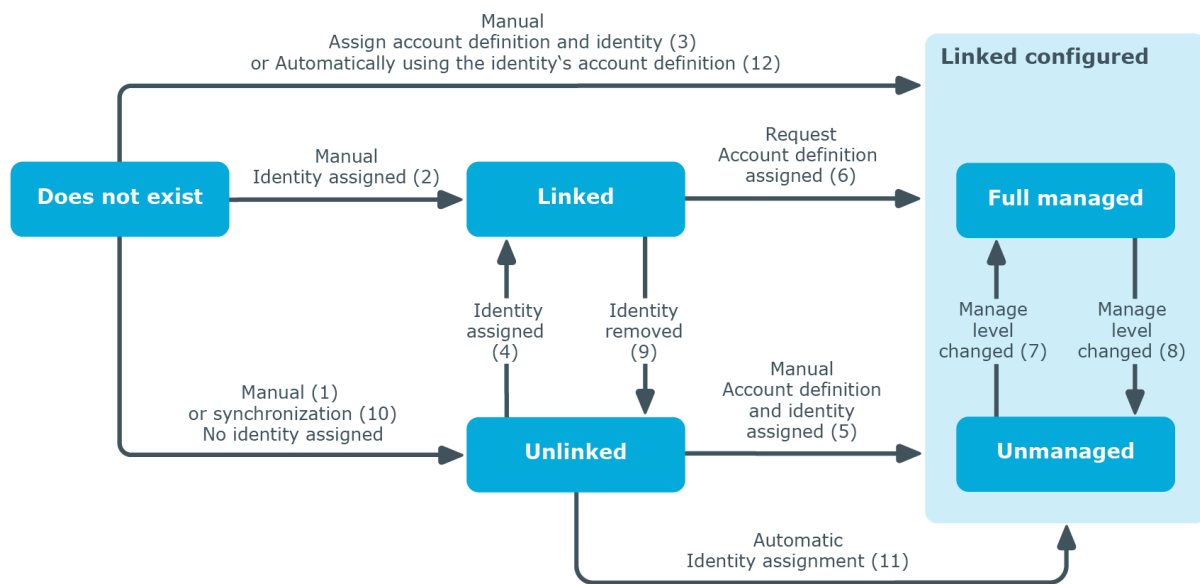 Manual
Assign account definition and identity (3)
or Automatically using the identity‘s account definition (12)
Linked configured
Manual
Identity assigned (2)
Request
Account definition
assigned (6)
Does not exist
Linked
Full managed
Identity
assigned
(4)
Identity
removed
(9)
Manage
level
changed (7)
Manage
level
changed (8)
Manual (1)
or synchronization (10)
No identity assigned
Manual
Account definition
and identity
assigned (5)
Unlinked
Unmanaged
Automatic
Identity assignment (11)